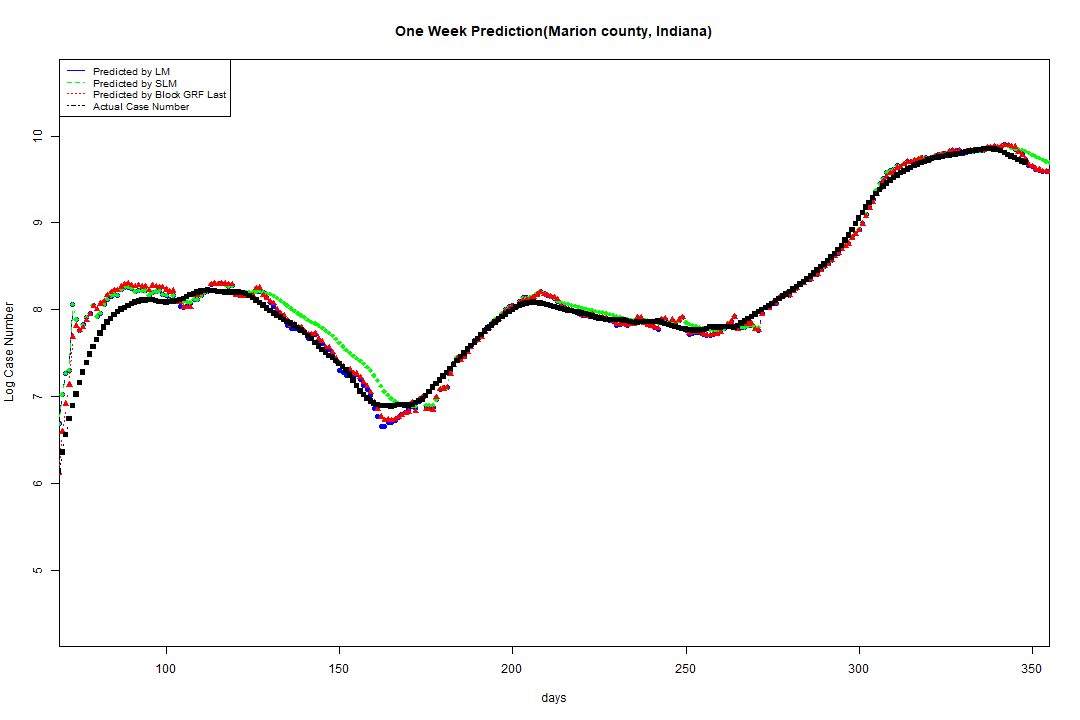 One Week Prediction(Marion county, Indiana)
Predicted by LM
Predicted by SLM
Predicted by Block GRF Last
Actual Case Number
Log Case Number
10
9
8
7
6
5
100 150 200 250 300 350
days